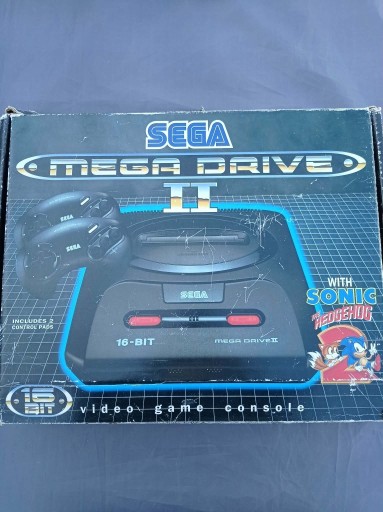 SEGA
MEGA DRIVE
II
SEGA
SEGA
SEGA
INCLUDES 2
CONTROL PADS
16-BIT
MEGA DRIVE II
WITH
SONIC
THE HEDGEHOG
2
16
BIT
video game console